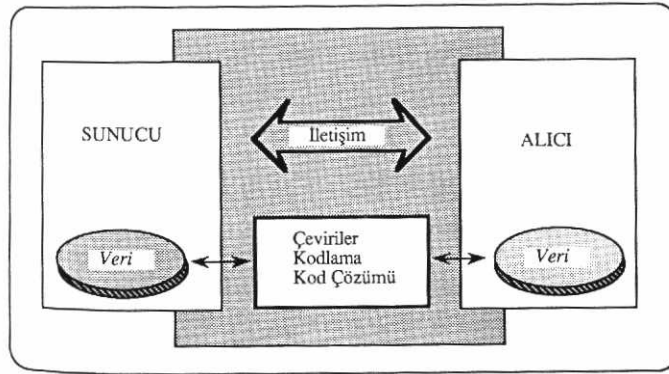 SUNUCU
İletişim
ALICI
Veri
Çeviriler
Kodlama
Kod Çözümü
Veri